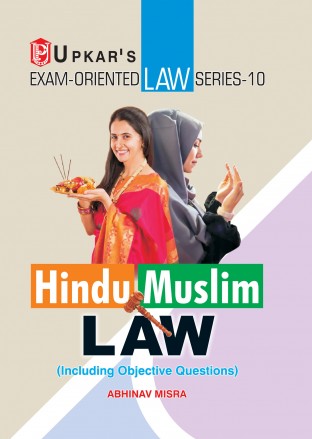 UPKAR'S
EXAM-ORIENTED LAW SERIES-10
Hindu Muslim
LAW
(Including Objective Questions)
ABHINAV MISRA